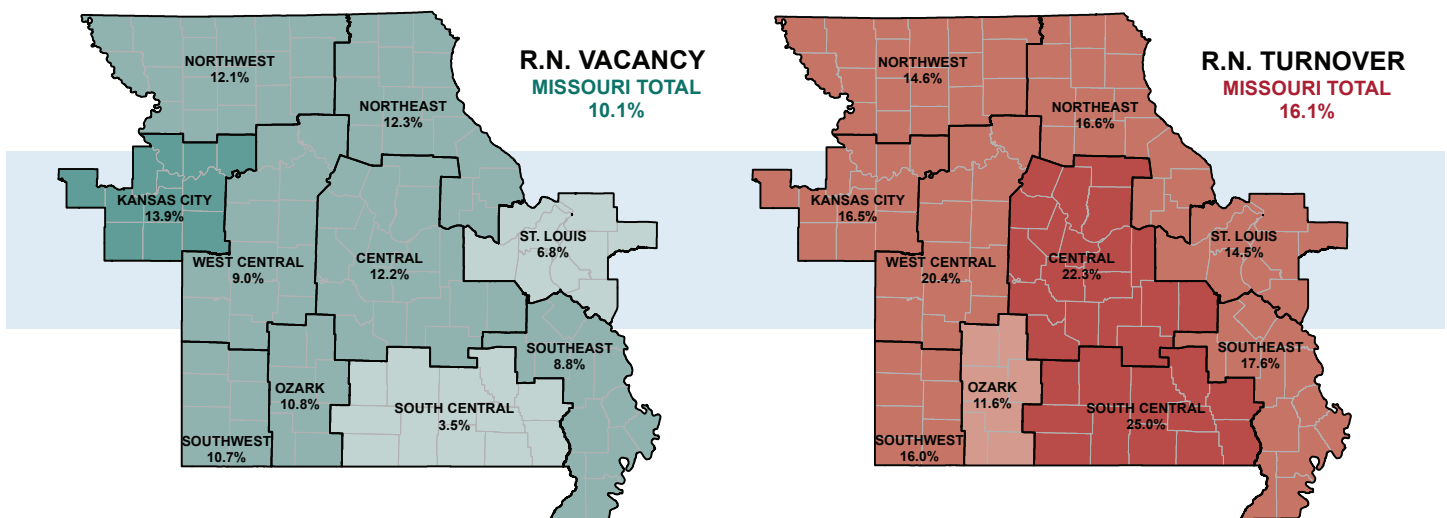 R.N. VACANCY
MISSOURI TOTAL
10.1%
NORTHWEST
12.1%
NORTHEAST
12.3%
KANSAS CITY
13.9%
ST. LOUIS
6.8%
WEST CENTRAL
9.0%
CENTRAL
12.2%
SOUTHEAST
8.8%
OZARK
10.8%
SOUTH CENTRAL
3.5%
SOUTHWEST
10.7%
R.N. TURNOVER
MISSOURI TOTAL
16.1%
NORTHWEST
14.6%
NORTHEAST
16.6%
KANSAS CITY
16.5%
ST. LOUIS
14.5%
WEST CENTRAL
20.4%
CENTRAL
22.3%
SOUTHEAST
17.6%
OZARK
11.6%
SOUTH CENTRAL
25.0%
SOUTHWEST
16.0%